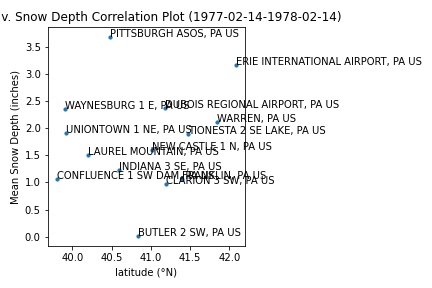 v. Snow Depth Correlation Plot (1977-02-14-1978-02-14)
PITTSBURGH ASOS, PA US
ERIE INTERNATIONAL AIRPORT, PA US
WAYNESBURG 1 E, PA US
DUBOIS REGIONAL AIRPORT, PA US
WARREN, PA US
UNIONTOWN 1 NE, PA US
TIONESTA 2 SE LAKE, PA US
NEW CASTLE 1 N, PA US
LAUREL MOUNTAIN, PA US
INDIANA 3 SE, PA US
CONFLUENCE 1 SW DAM, PA US
FRANKLIN, PA US
CLARION 3 SW, PA US
BUTLER 2 SW, PA US
Mean Snow Depth (inches)
3.5
3.0
2.5
2.0
1.5
1.0
0.5
0.0
40.0 40.5 41.0 41.5 42.0
latitude (°N)